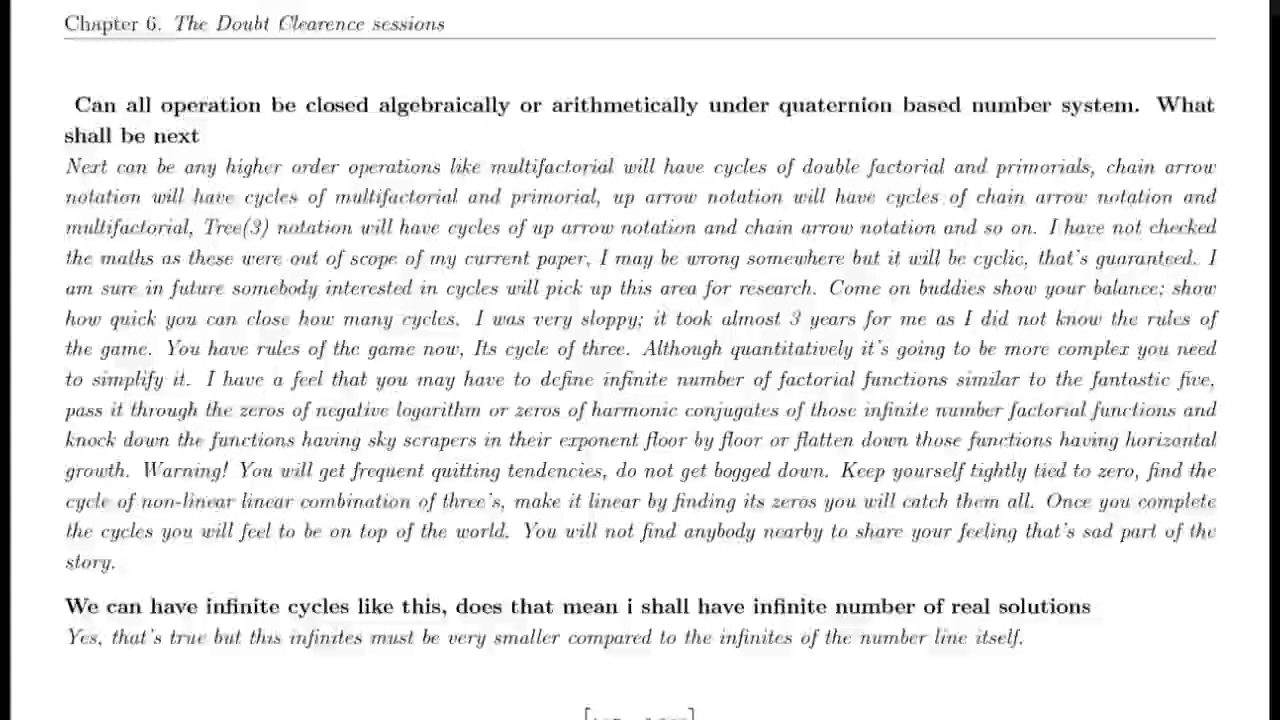 Chapter 6. The Doubt Clearence sessions
Can all operation be closed algebraically or arithmetically under quaternion based number system. What
shall be next
Next can be any higher order operations like multifactorial will have cycles of double factorial and primorials, chain arrow
notation will have cycles of multifactorial and primorial, up arrow notation will have cycles of chain arrow notation and
multifactorial, Tree(3) notation will have cycles of up arrow notation and chain arrow notation and so on. I have not checked
the maths as these were out of scope of my current paper, I may be wrong somewhere but it will be cyclic, that's guaranteed. I
am sure in future somebody interested in cycles will pick up this area for research. Come on buddies show your balance; show
how quick you can close how many cycles. I was very sloppy; it took almost 3 years for me as I did not know the rules of
the game. You have rules of the game now, Its cycle of three. Although quantitatively it's going to be more complex you need
to simplify it. I have a feel that you may have to define infinite number of factorial functions similar to the fantastic five,
pass it through the zeros of negative logarithm or zeros of harmonic conjugates of those infinite number factorial functions and
knock down the functions having sky scrapers in their exponent floor by floor or flatten down those functions having horizontal
growth. Warning! You will get frequent quitting tendencies, do not get bogged down. Keep yourself tightly tied to zero, find the
cycle of non-linear linear combination of three's, make it linear by finding its zeros you will catch them all. Once you complete
the cycles you will feel to be on top of the world. You will not find anybody nearby to share your feeling that's sad part of the
story.
We can have infinite cycles like this, does that mean i shall have infinite number of real solutions
Yes, that's true but this infinites must be very smaller compared to the infinites of the number line itself.